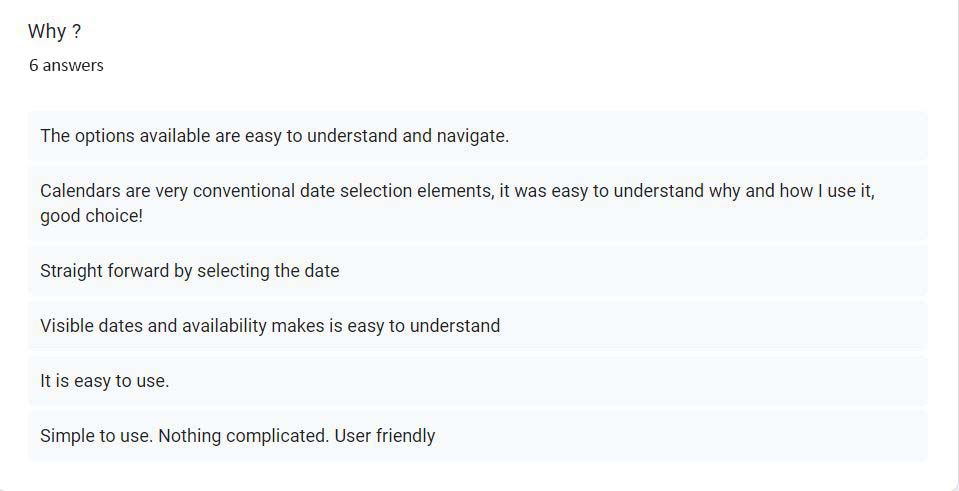 Why ?
6 answers
The options available are easy to understand and navigate.
Calendars are very conventional date selection elements, it was easy to understand why and how I use it,
good choice!
Straight forward by selecting the date
Visible dates and availability makes is easy to understand
It is easy to use.
Simple to use. Nothing complicated. User friendly